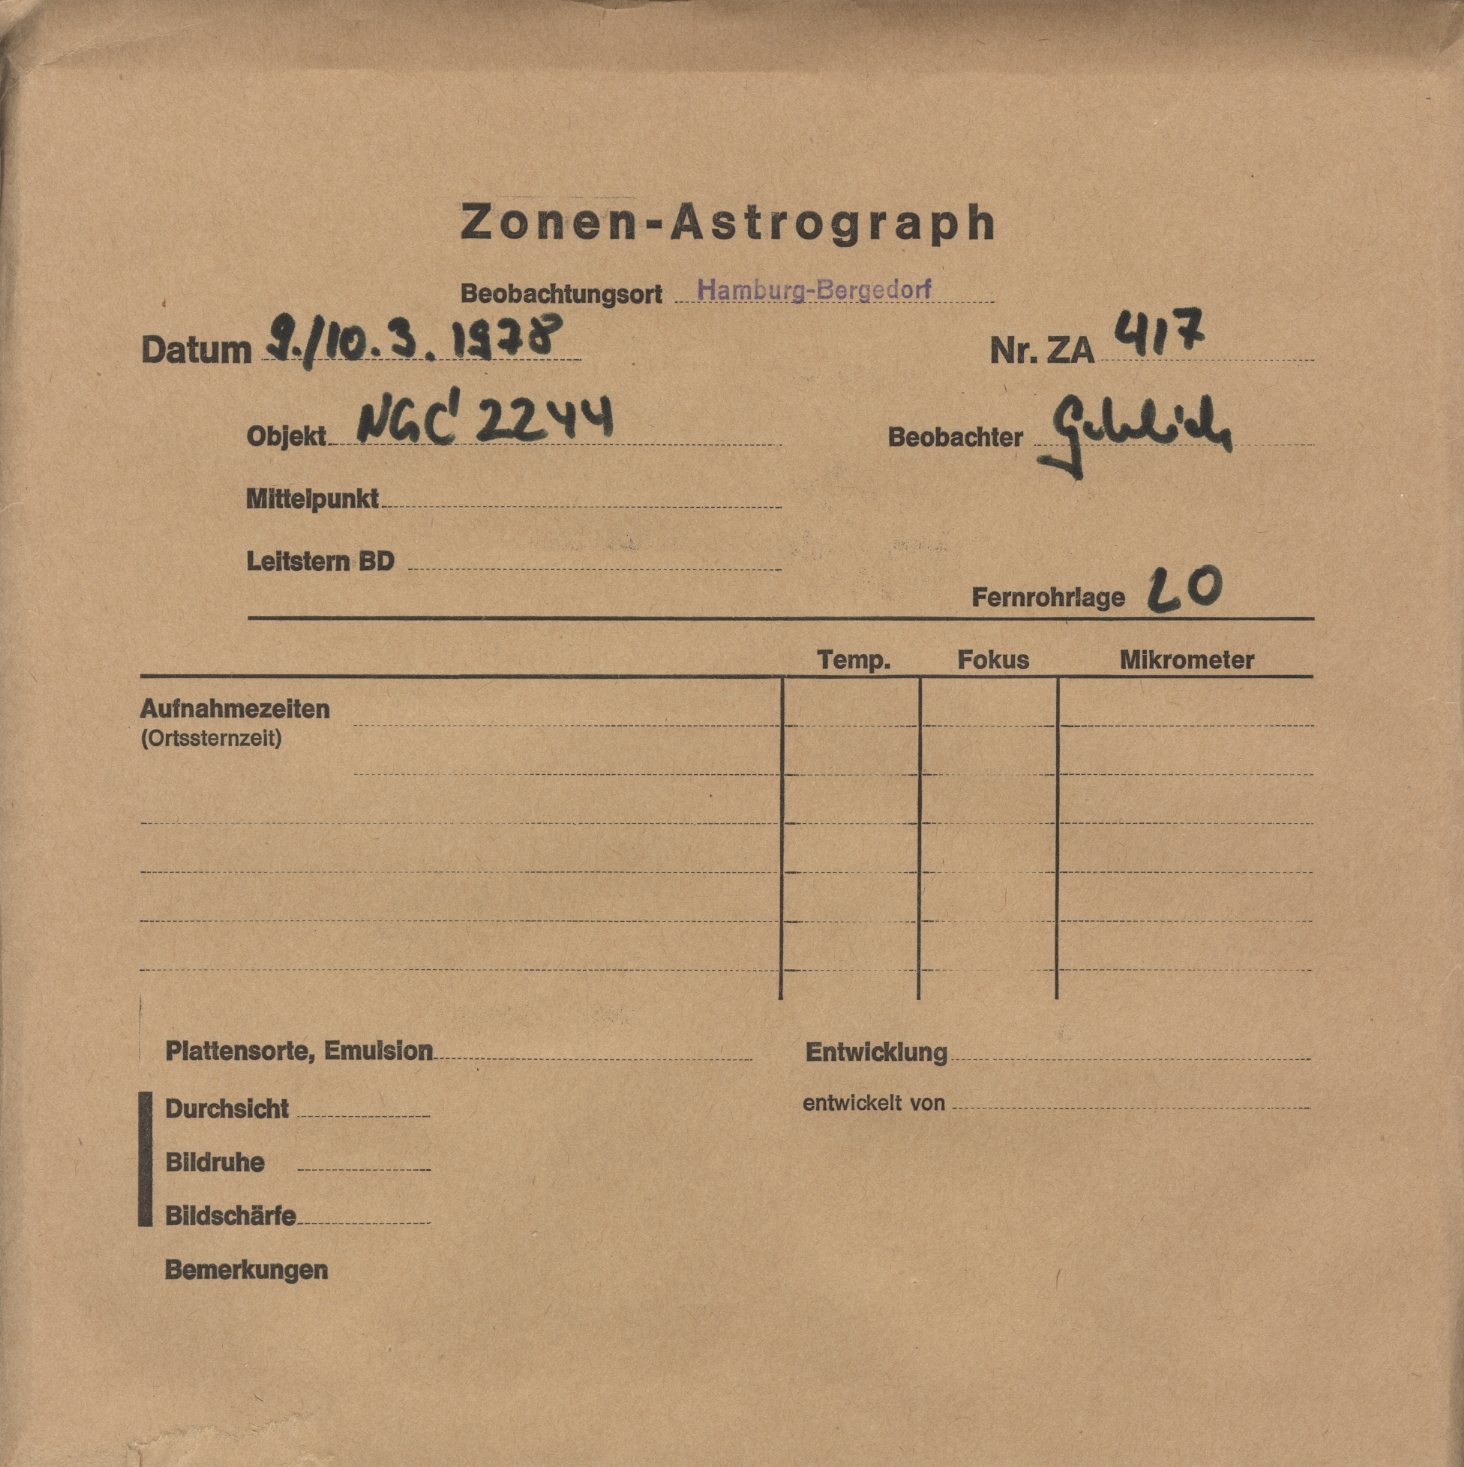 Zonen-Astrograph
Beobachtungsort Hamburg-Bergedorf
Datum 9./10.3.1978 Nr. ZA 417
Objekt NGC 2244 Beobachter
Mittelpunkt
Leitstern BD
Fernrohrlage LO
Temp. Fokus Mikrometer
Aufnahmezeiten
(Ortssternzeit)
Plattensorte, Emulsion Entwicklung
Durchsicht entwickelt von
Bildruhe
Bildschärfe
Bemerkungen